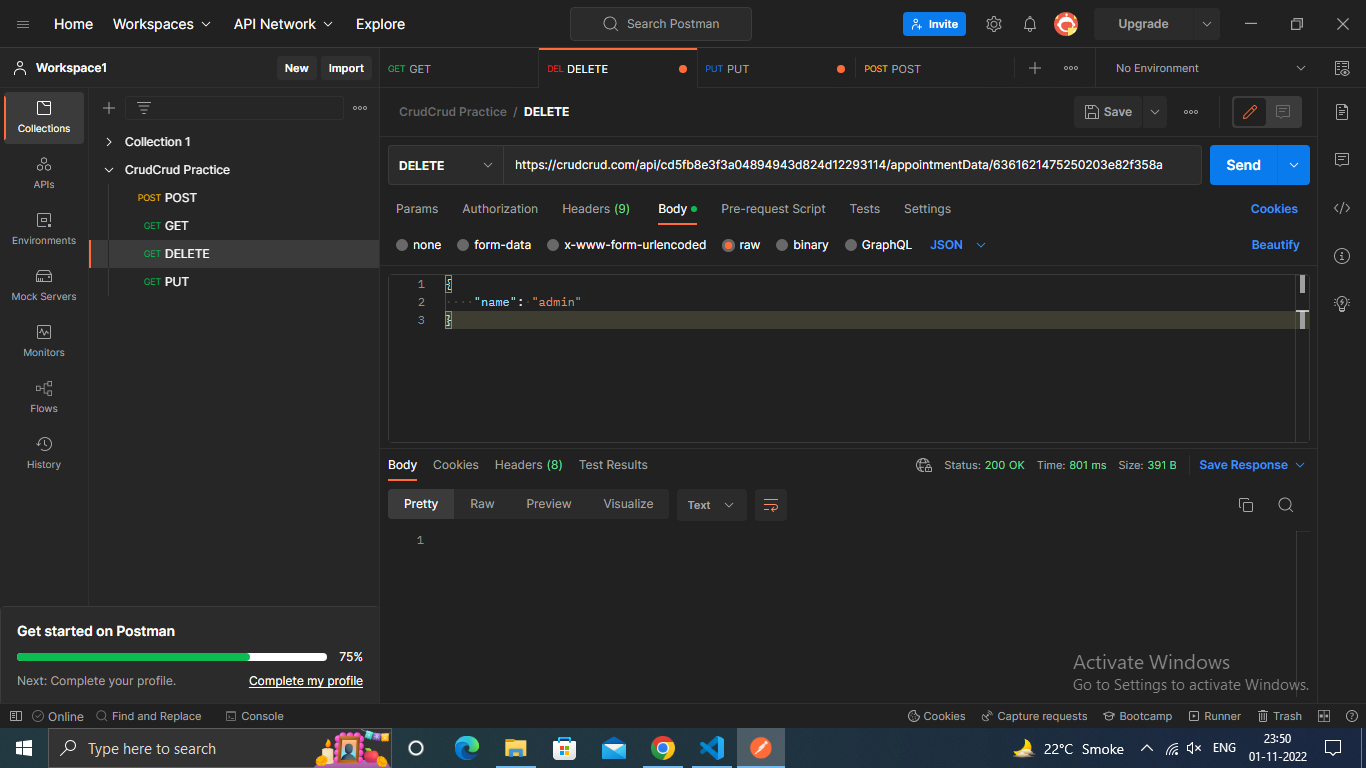 Home Workspaces API Network Explore Search Postman Invite Upgrade
Workspace1 New Import
GET GET DEL DELETE PUT PUT POST POST No Environment
Collections
APIs
Environments
Mock Servers
Monitors
Flows
History
Collection 1
CrudCrud Practice
POST POST
GET GET
GET DELETE
GET PUT
CrudCrud Practice / DELETE Save
DELETE https://crudcrud.com/api/cd5fb8e3f3a04894943d824d12293114/appointmentData/6361621475250203e82f358a Send
Params Authorization Headers (9) Body Pre-request Script Tests Settings Cookies
none form-data x-www-form-urlencoded raw binary GraphQL JSON Beautify
1 {
2 "name": "admin"
3 }
Body Cookies Headers (8) Test Results Status: 200 OK Time: 801 ms Size: 391 B Save Response
Pretty Raw Preview Visualize Text
1
Get started on Postman
75%
Next: Complete your profile. Complete my profile
Activate Windows
Go to Settings to activate Windows.
Online Find and Replace Console Cookies Capture requests Bootcamp Runner Trash
Type here to search 22°C Smoke ENG 23:50
01-11-2022